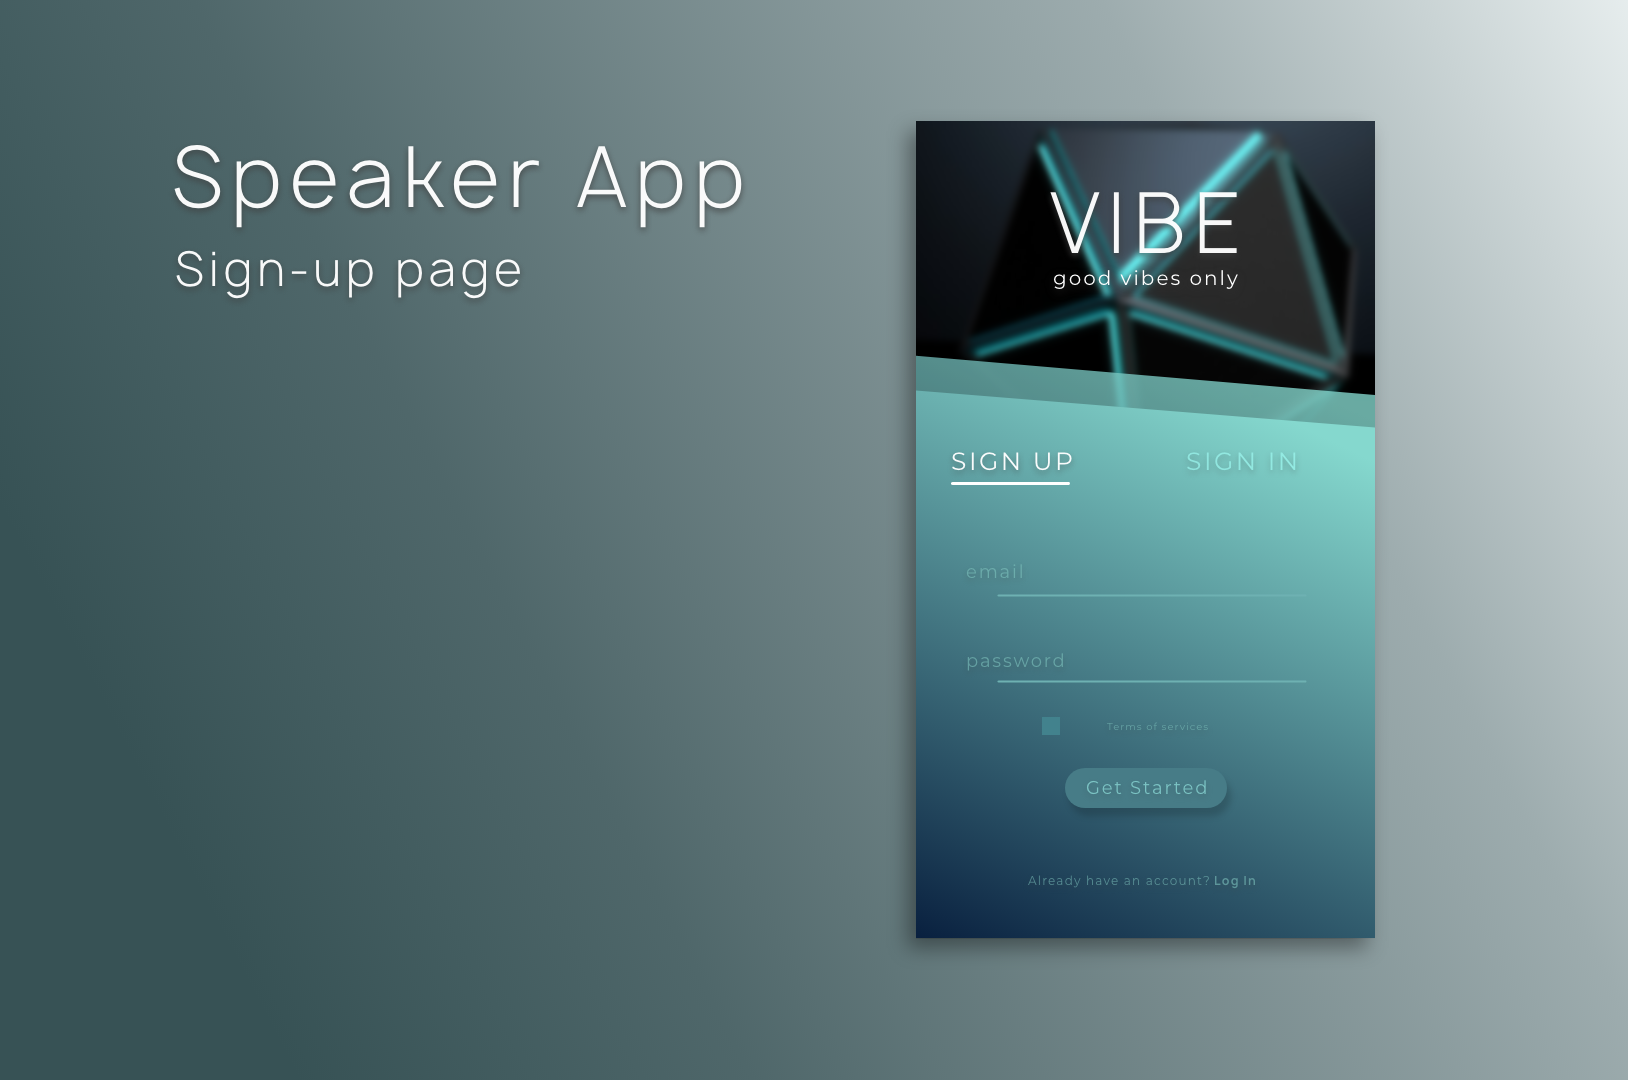 Speaker App
Sign-up page
VIBE
good vibes only
SIGN UP
SIGN IN
email
password
Terms of services
Get Started
Already have an account? Log In